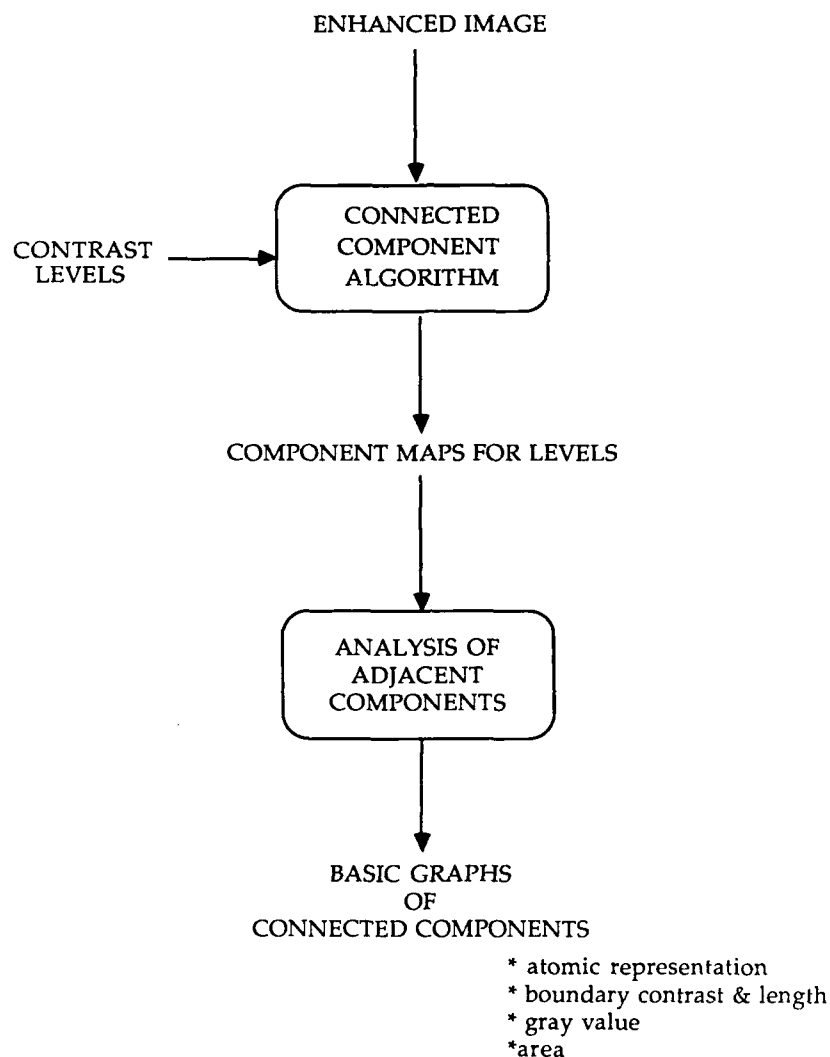 ENHANCED IMAGE
CONNECTED
COMPONENT
ALGORITHM
CONTRAST
LEVELS
COMPONENT MAPS FOR LEVELS
ANALYSIS OF
ADJACENT
COMPONENTS
BASIC GRAPHS
OF
CONNECTED COMPONENTS
* atomic representation
* boundary contrast & length
* gray value
*area